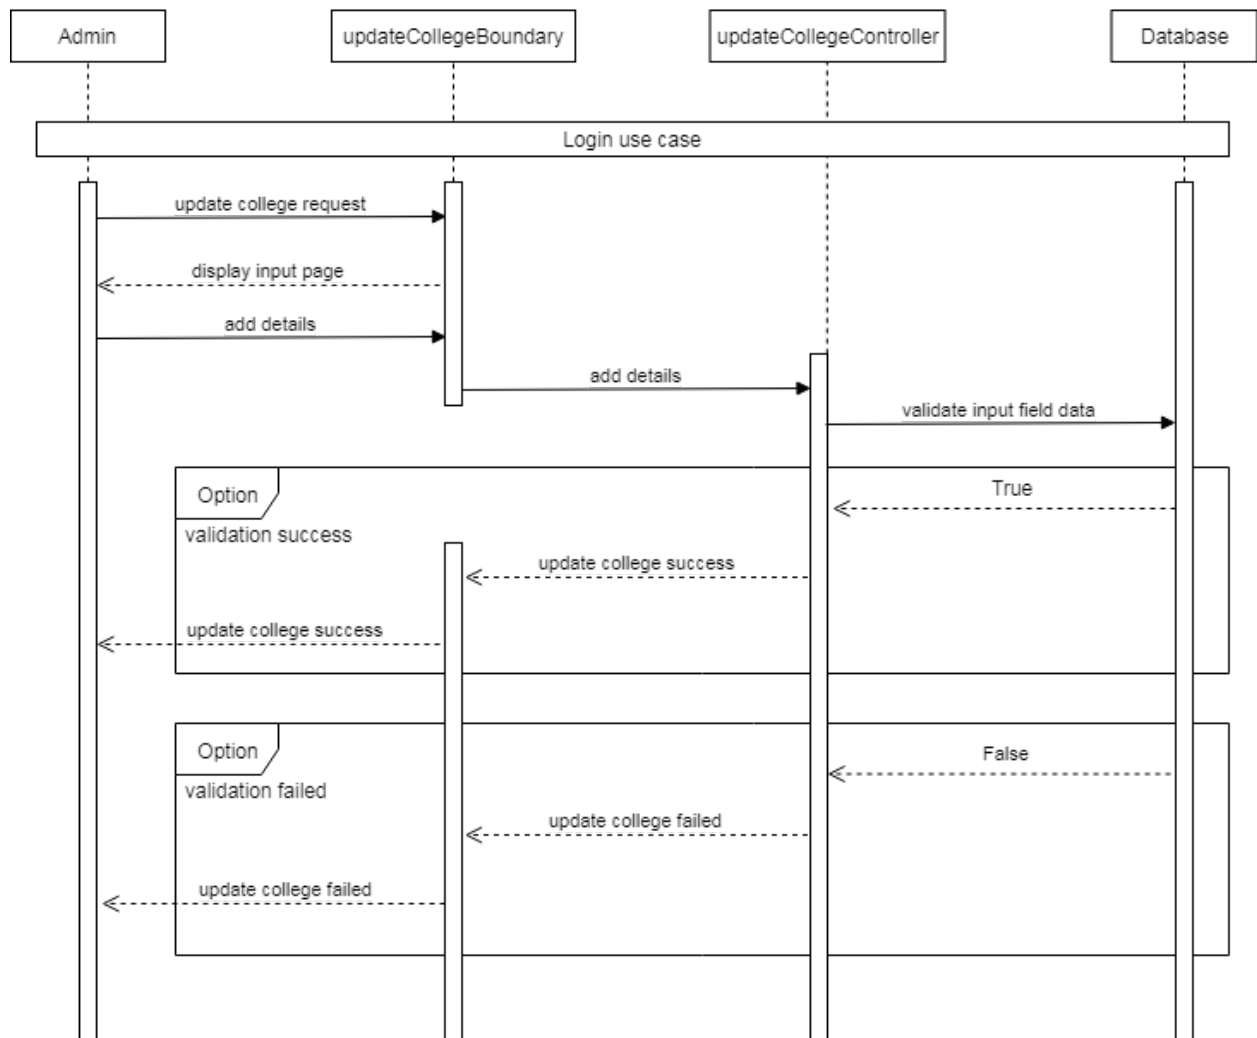 Admin
updateCollegeBoundary
updateCollegeController
Database
Login use case
update college request
display input page
add details
add details
validate input field data
Option
True
validation success
update college success
update college success
Option
False
validation failed
update college failed
update college failed